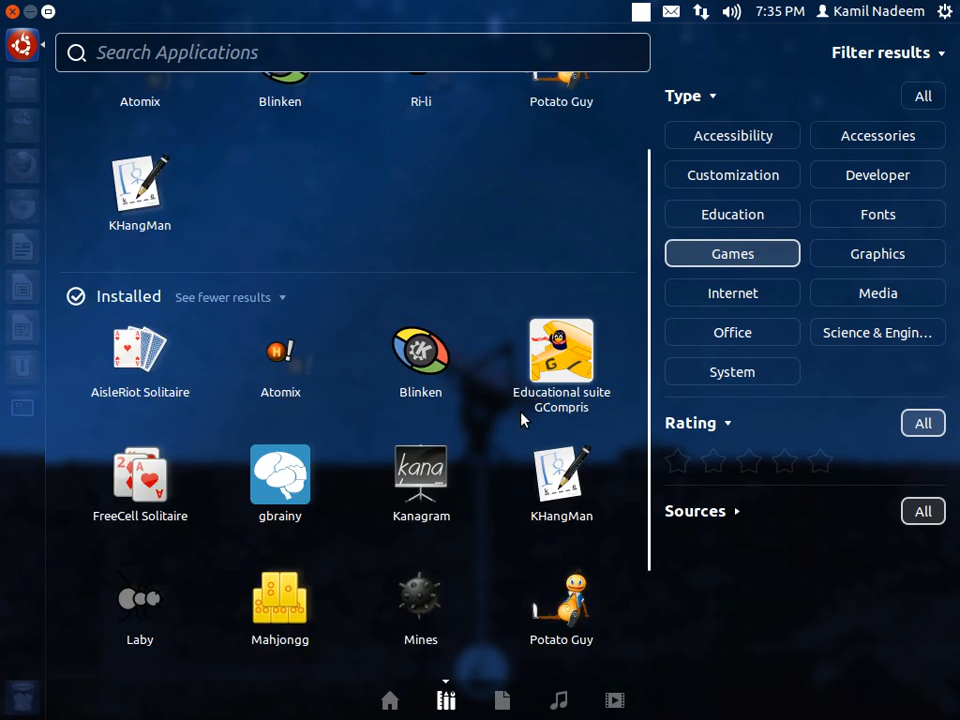 7:35 PM Kamil Nadeem
Search Applications
Filter results
Atomix Blinken Ri-li Potato Guy
Type All
Accessibility Accessories
Customization Developer
Education Fonts
Games Graphics
Internet Media
Office Science & Engin...
System
KHangMan
Installed See fewer results
AisleRiot Solitaire Atomix Blinken Educational suite
GCompris
Rating All
FreeCell Solitaire gbrainy Kanagram KHangMan
kana
Sources All
Laby Mahjongg Mines Potato Guy